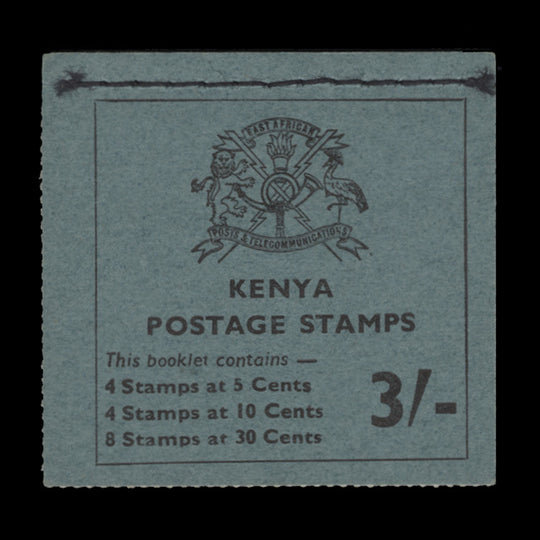 EAST AFRICAN
POSTS & TELECOMMUNICATIONS
KENYA
POSTAGE STAMPS
This booklet contains —
4 Stamps at 5 Cents
4 Stamps at 10 Cents
8 Stamps at 30 Cents
3/-